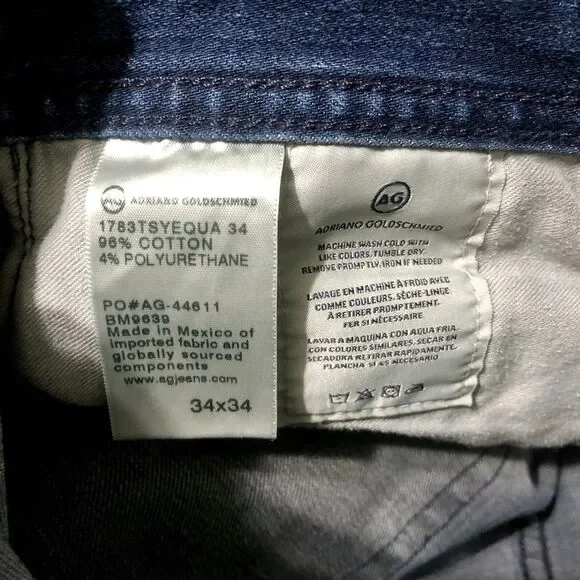 AG ADRIANO GOLDSCHMIED
1783TSYEQUA 34
96% COTTON
4% POLYURETHANE
PO#AG-44611
BM9639
Made in Mexico of
imported fabric and
globally sourced
components
www.agjeans.com
34x34
AG
ADRIANO GOLDSCHMIED
MACHINE WASH COLD WITH
LIKE COLORS. TUMBLE DRY.
REMOVE PROMPTLY. IRON IF NEEDED
LAVAGE EN MACHINE À FROID AVEC
COMME COULEURS. SÈCHE-LINGE
À RETIRER PROMPTEMENT.
FER SI NÉCESSAIRE
LAVAR A MAQUINA CON AGUA FRIA.
CON COLORES SIMILARES. SECAR EN
SECADORA RETIRAR RAPIDAMENTE.
PLANCHA SI ES NECESARIO